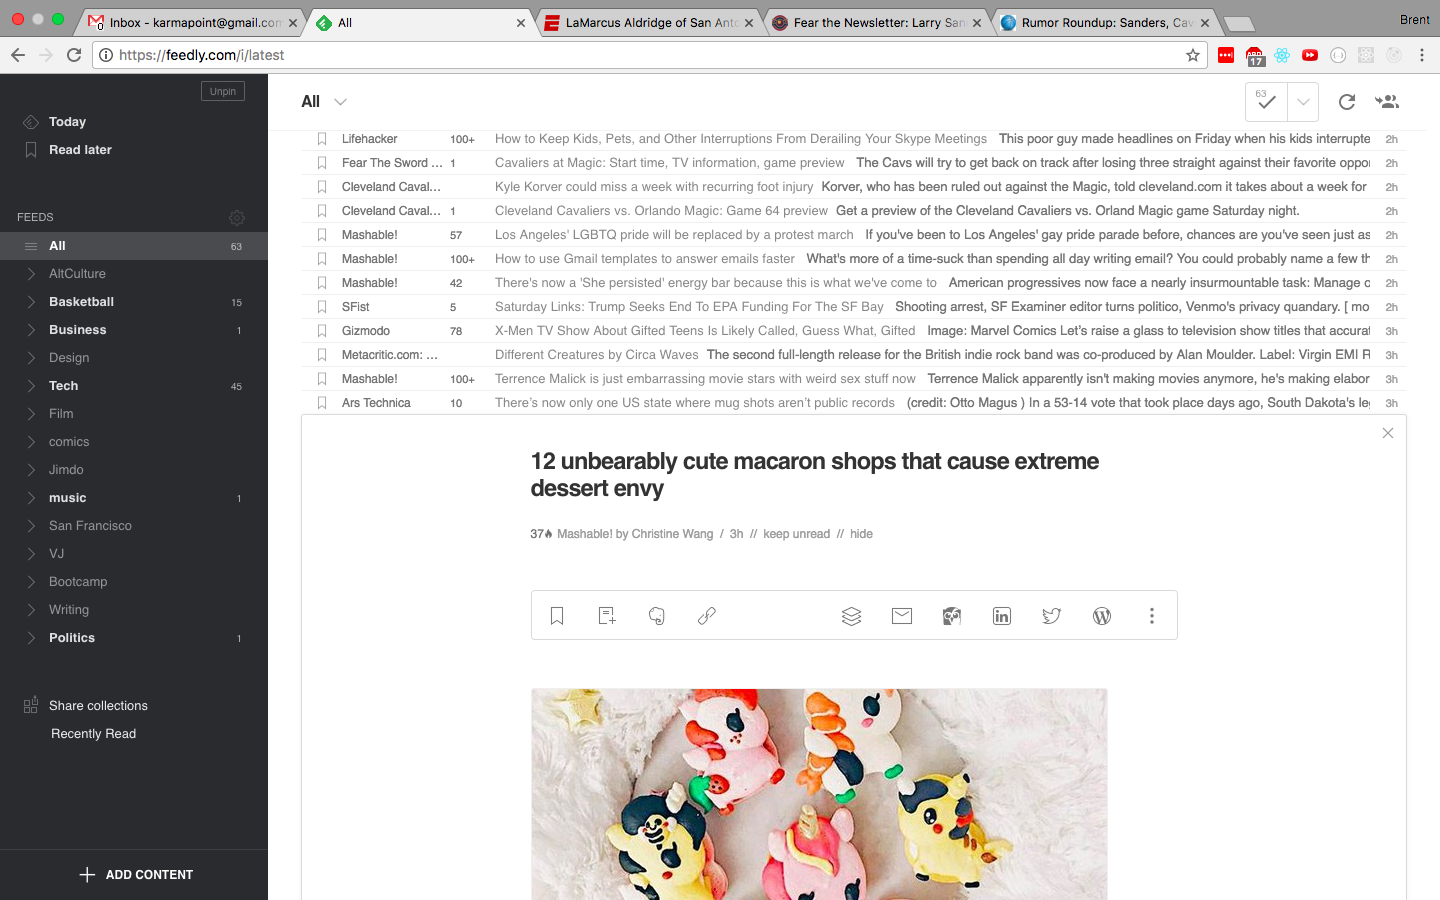 Inbox - karmapoint@gmail.com
All
LaMarcus Aldridge of San Anto
Fear the Newsletter: Larry San
Rumor Roundup: Sanders, Cav
Brent
https://feedly.com/i/latest
17
Unpin
Today
Read later
FEEDS
All 63
AltCulture
Basketball 15
Business 1
Design
Tech 45
Film
comics
Jimdo
music 1
San Francisco
VJ
Bootcamp
Writing
Politics 1
Share collections
Recently Read
ADD CONTENT
All
63
Lifehacker 100+ How to Keep Kids, Pets, and Other Interruptions From Derailing Your Skype Meetings This poor guy made headlines on Friday when his kids interrupte 2h
Fear The Sword ... 1 Cavaliers at Magic: Start time, TV information, game preview The Cavs will try to get back on track after losing three straight against their favorite oppo 2h
Cleveland Caval... Kyle Korver could miss a week with recurring foot injury Korver, who has been ruled out against the Magic, told cleveland.com it takes about a week for 2h
Cleveland Caval... 1 Cleveland Cavaliers vs. Orlando Magic: Game 64 preview Get a preview of the Cleveland Cavaliers vs. Orland Magic game Saturday night. 2h
Mashable! 57 Los Angeles' LGBTQ pride will be replaced by a protest march If you've been to Los Angeles' gay pride parade before, chances are you've seen just as 2h
Mashable! 100+ How to use Gmail templates to answer emails faster What's more of a time-suck than spending all day writing email? You could probably name a few th 2h
Mashable! 42 There's now a 'She persisted' energy bar because this is what we've come to American progressives now face a nearly insurmountable task: Manage c 2h
SFist 5 Saturday Links: Trump Seeks End To EPA Funding For The SF Bay Shooting arrest, SF Examiner editor turns politico, Venmo's privacy quandary. [ mo 2h
Gizmodo 78 X-Men TV Show About Gifted Teens Is Likely Called, Guess What, Gifted Image: Marvel Comics Let's raise a glass to television show titles that accurat 3h
Metacritic.com: ... Different Creatures by Circa Waves The second full-length release for the British indie rock band was co-produced by Alan Moulder. Label: Virgin EMI R 3h
Mashable! 100+ Terrence Malick is just embarrassing movie stars with weird sex stuff now Terrence Malick apparently isn't making movies anymore, he's making elabor 3h
Ars Technica 10 There's now only one US state where mug shots aren't public records (credit: Otto Magus ) In a 53-14 vote that took place days ago, South Dakota's leg 3h
12 unbearably cute macaron shops that cause extreme
dessert envy
37 Mashable! by Christine Wang / 3h // keep unread // hide